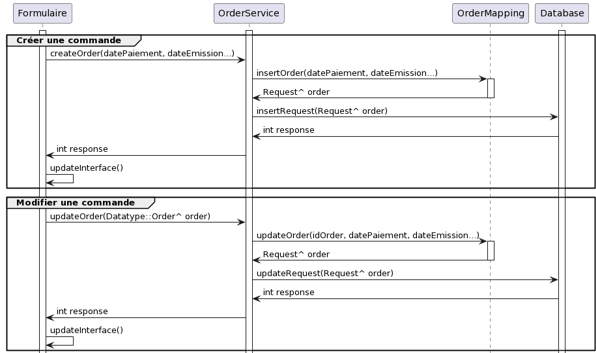 Formulaire OrderService OrderMapping Database
Créer une commande
createOrder(datePaiement, dateEmission...)
insertOrder(datePaiement, dateEmission...)
Request^ order
insertRequest(Request^ order)
int response
int response
updateInterface()
Modifier une commande
updateOrder(Datatype::Order^ order)
updateOrder(idOrder, datePaiement, dateEmission...)
Request^ order
updateRequest(Request^ order)
int response
int response
updateInterface()